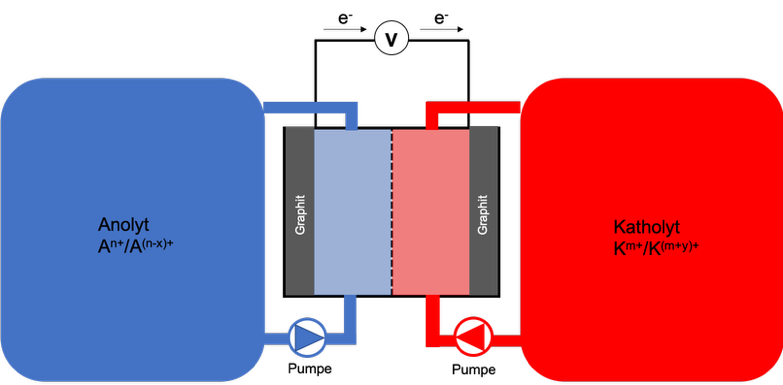 e⁻ e⁻
V
Graphit
Graphit
Anolyt
Aⁿ⁺/A⁽ⁿ⁻ˣ⁾⁺
Katholyt
Kᵐ⁺/K⁽ᵐ⁺ʸ⁾⁺
Pumpe
Pumpe